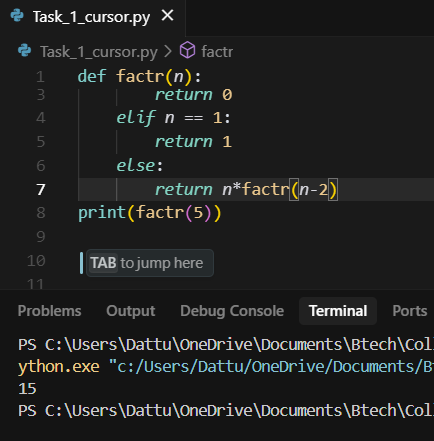 Task_1_cursor.py ×
Task_1_cursor.py > factr
1 def factr(n):
3 return 0
4 elif n == 1:
5 return 1
6 else:
7 return n*factr(n-2)
8 print(factr(5))
9
10 TAB to jump here
11
Problems Output Debug Console Terminal Ports
PS C:\Users\Dattu\OneDrive\Documents\Btech\Col
ython.exe "c:/Users/Dattu/OneDrive/Documents/Bt
15
PS C:\Users\Dattu\OneDrive\Documents\Btech\Col